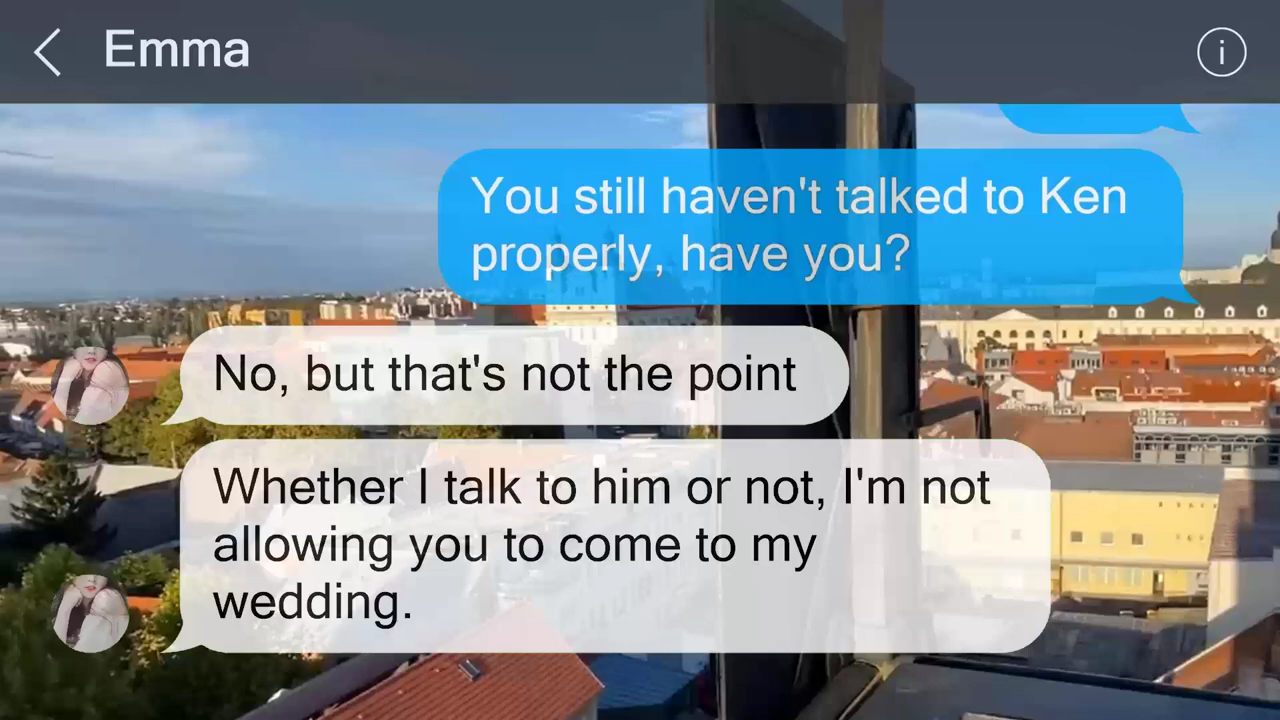 Emma
You still haven't talked to Ken
properly, have you?
No, but that's not the point
Whether I talk to him or not, I'm not
allowing you to come to my
wedding.